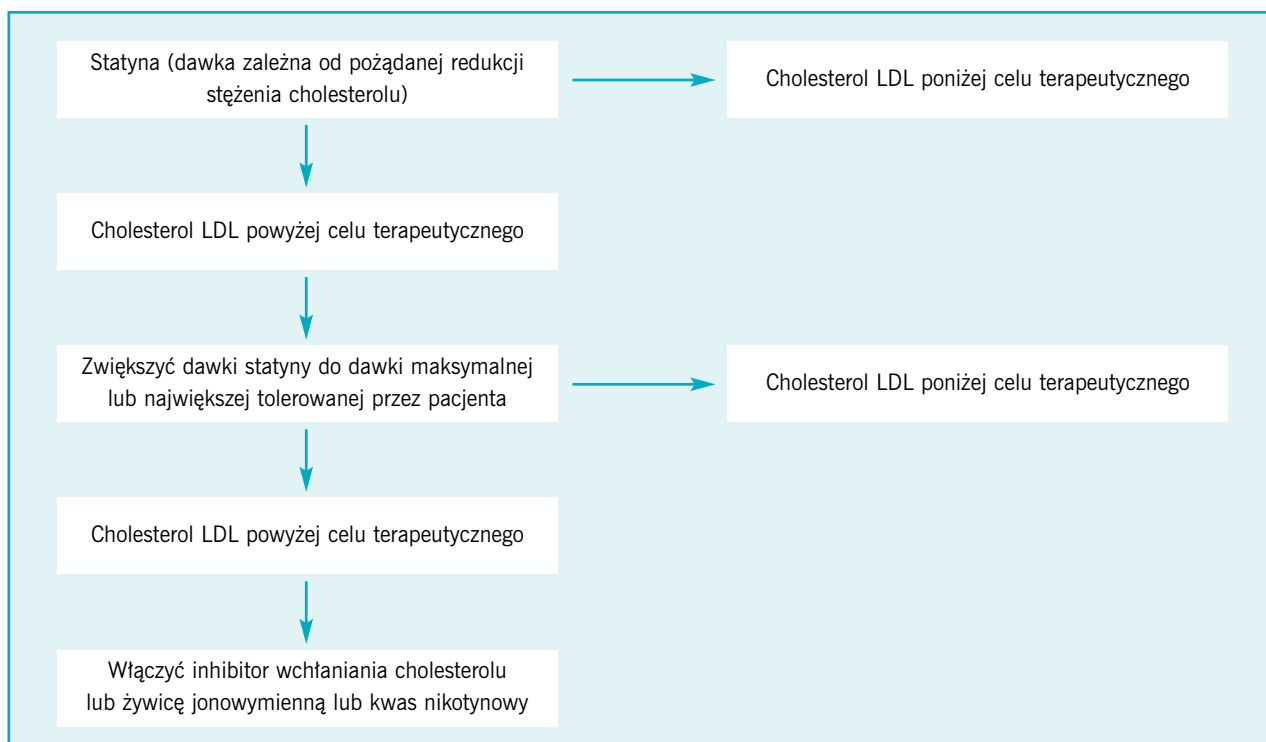 Statyna (dawka zależna od pożądanej redukcji
stężenia cholesterolu)
Cholesterol LDL poniżej celu terapeutycznego
Cholesterol LDL powyżej celu terapeutycznego
Zwiększyć dawki statyny do dawki maksymalnej
lub największej tolerowanej przez pacjenta
Cholesterol LDL poniżej celu terapeutycznego
Cholesterol LDL powyżej celu terapeutycznego
Włączyć inhibitor wchłaniania cholesterolu
lub żywicę jonowymienną lub kwas nikotynowy